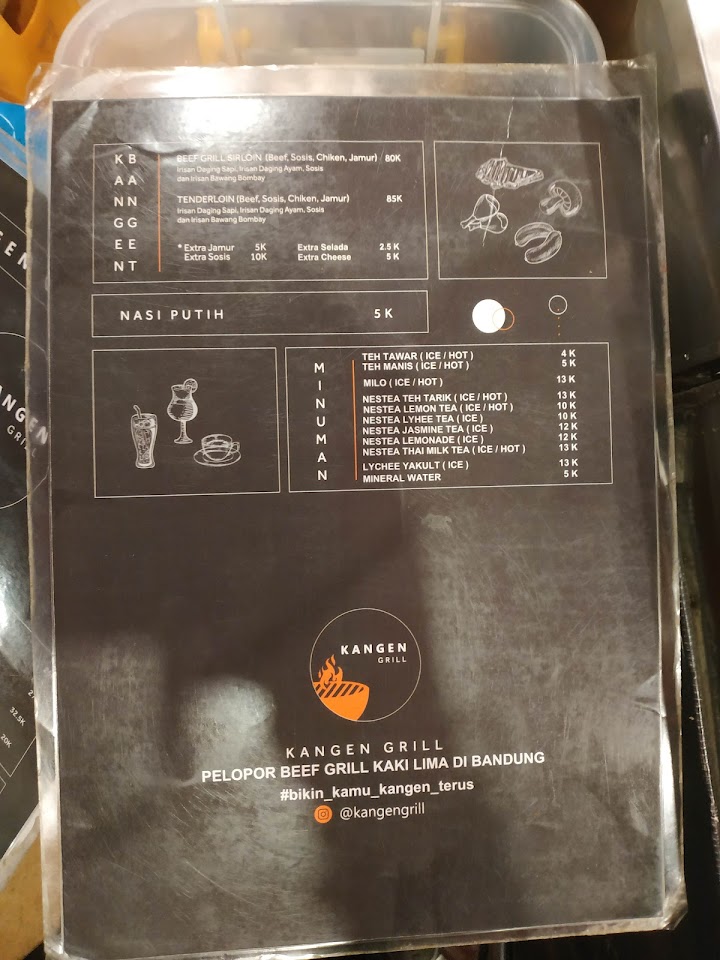 KB
AA
NN
GG
EE
NT
BEEF GRILL SIRLOIN (Beef, Sosis, Chiken, Jamur) 80K
Irisan Daging Sapi, Irisan Daging Ayam, Sosis
dan Irisan Bawang Bombay
TENDERLOIN (Beef, Sosis, Chiken, Jamur) 85K
Irisan Daging Sapi, Irisan Daging Ayam, Sosis
dan Irisan Bawang Bombay
* Extra Jamur 5K Extra Selada 2.5 K
Extra Sosis 10K Extra Cheese 5 K
NASI PUTIH 5 K
MINUMAN
TEH TAWAR ( ICE / HOT ) 4 K
TEH MANIS ( ICE / HOT ) 5 K
MILO ( ICE / HOT ) 13 K
NESTEA TEH TARIK ( ICE / HOT ) 13 K
NESTEA LEMON TEA ( ICE / HOT ) 10 K
NESTEA LYHEE TEA ( ICE ) 10 K
NESTEA JASMINE TEA ( ICE ) 12 K
NESTEA LEMONADE ( ICE ) 12 K
NESTEA THAI MILK TEA ( ICE / HOT ) 13 K
LYCHEE YAKULT ( ICE ) 13 K
MINERAL WATER 5 K
KANGEN
GRILL
KANGEN GRILL
PELOPOR BEEF GRILL KAKI LIMA DI BANDUNG
#bikin_kamu_kangen_terus
@kangengrill
GRILL
32.5K
20K